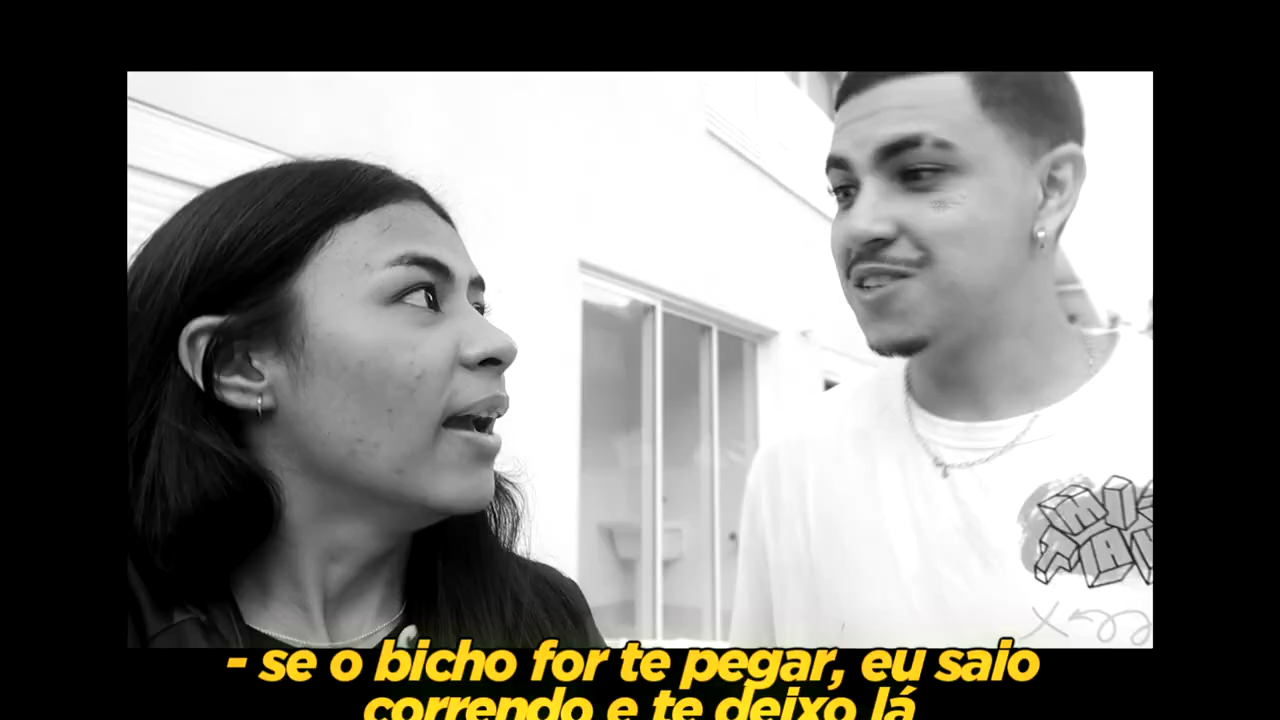 - se o bicho for te pegar, eu saio
correndo e te deixo lá